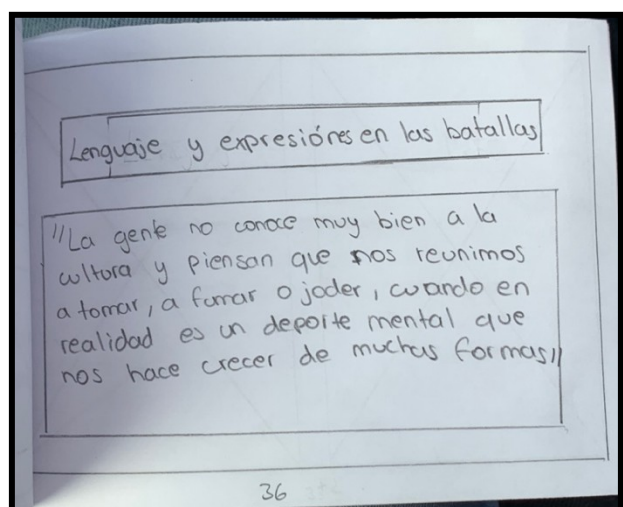 Lenguaje y expresiónes en las batallas
"La gente no conoce muy bien a la
cultura y piensan que nos reunimos
a tomar, a fumar o joder, cuando en
realidad es un deporte mental que
nos hace crecer de muchas formas"
36